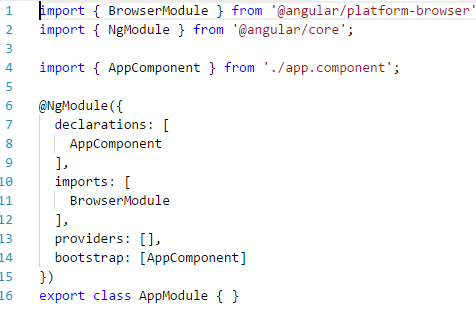 1 import { BrowserModule } from '@angular/platform-browser'
2 import { NgModule } from '@angular/core';
3
4 import { AppComponent } from './app.component';
5
6 @NgModule({
7   declarations: [
8     AppComponent
9   ],
10   imports: [
11     BrowserModule
12   ],
13   providers: [],
14   bootstrap: [AppComponent]
15 })
16 export class AppModule { }